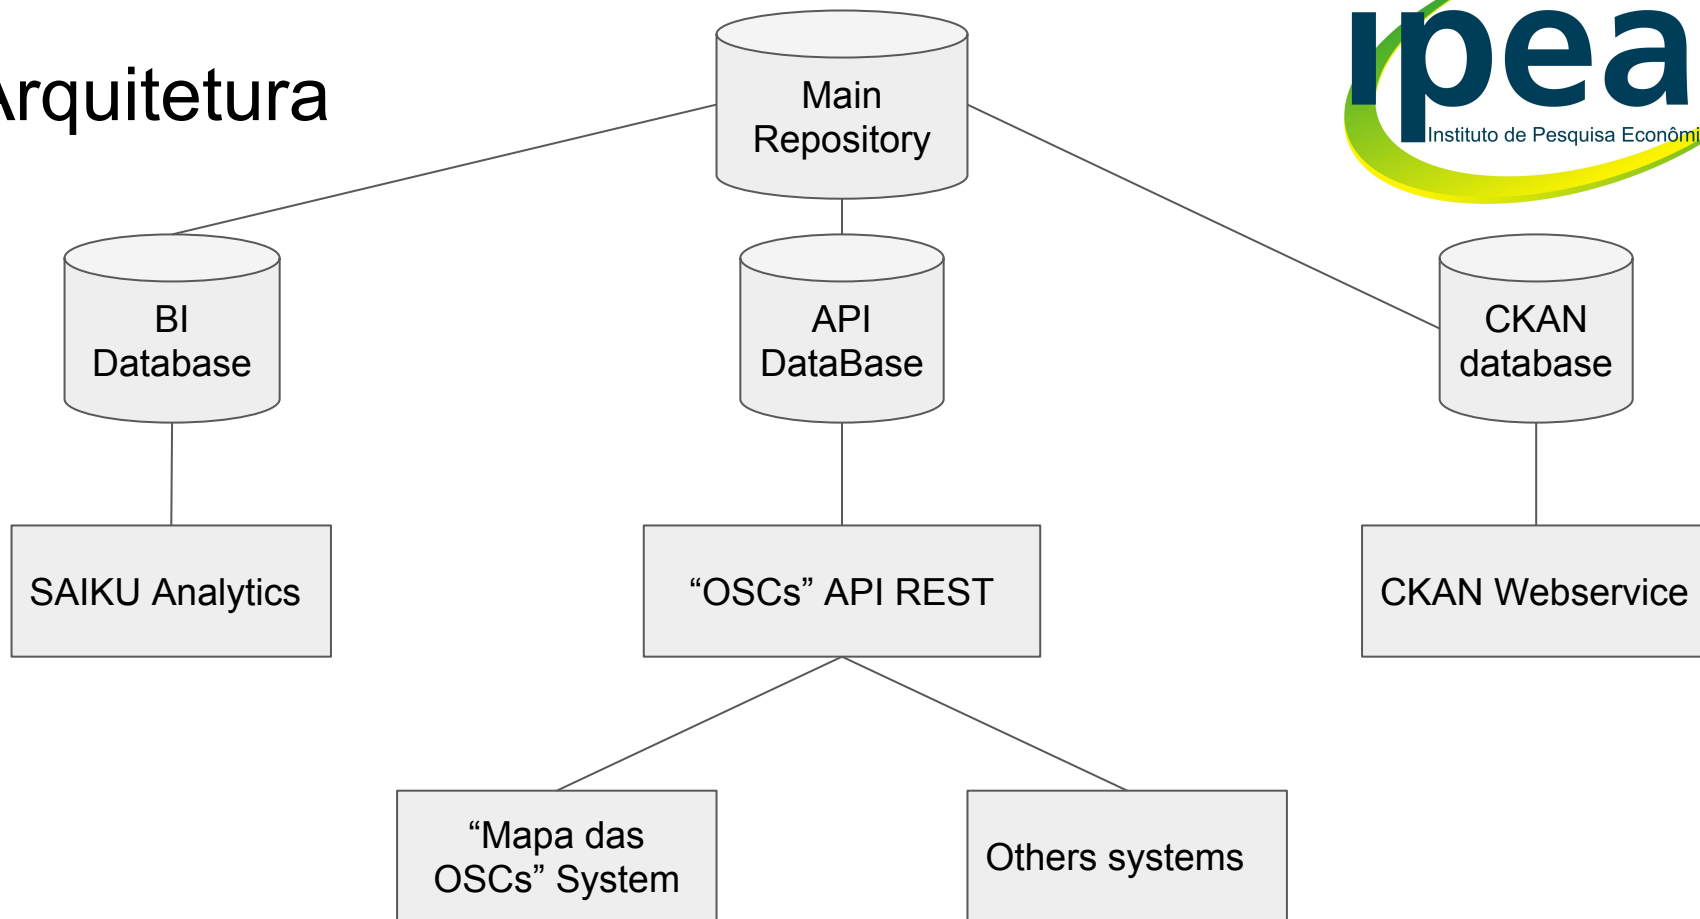 Arquitetura
ipea
Instituto de Pesquisa Econômi
Main
Repository
BI
Database
API
DataBase
CKAN
database
SAIKU Analytics
“OSCs” API REST
CKAN Webservice
“Mapa das
OSCs” System
Others systems